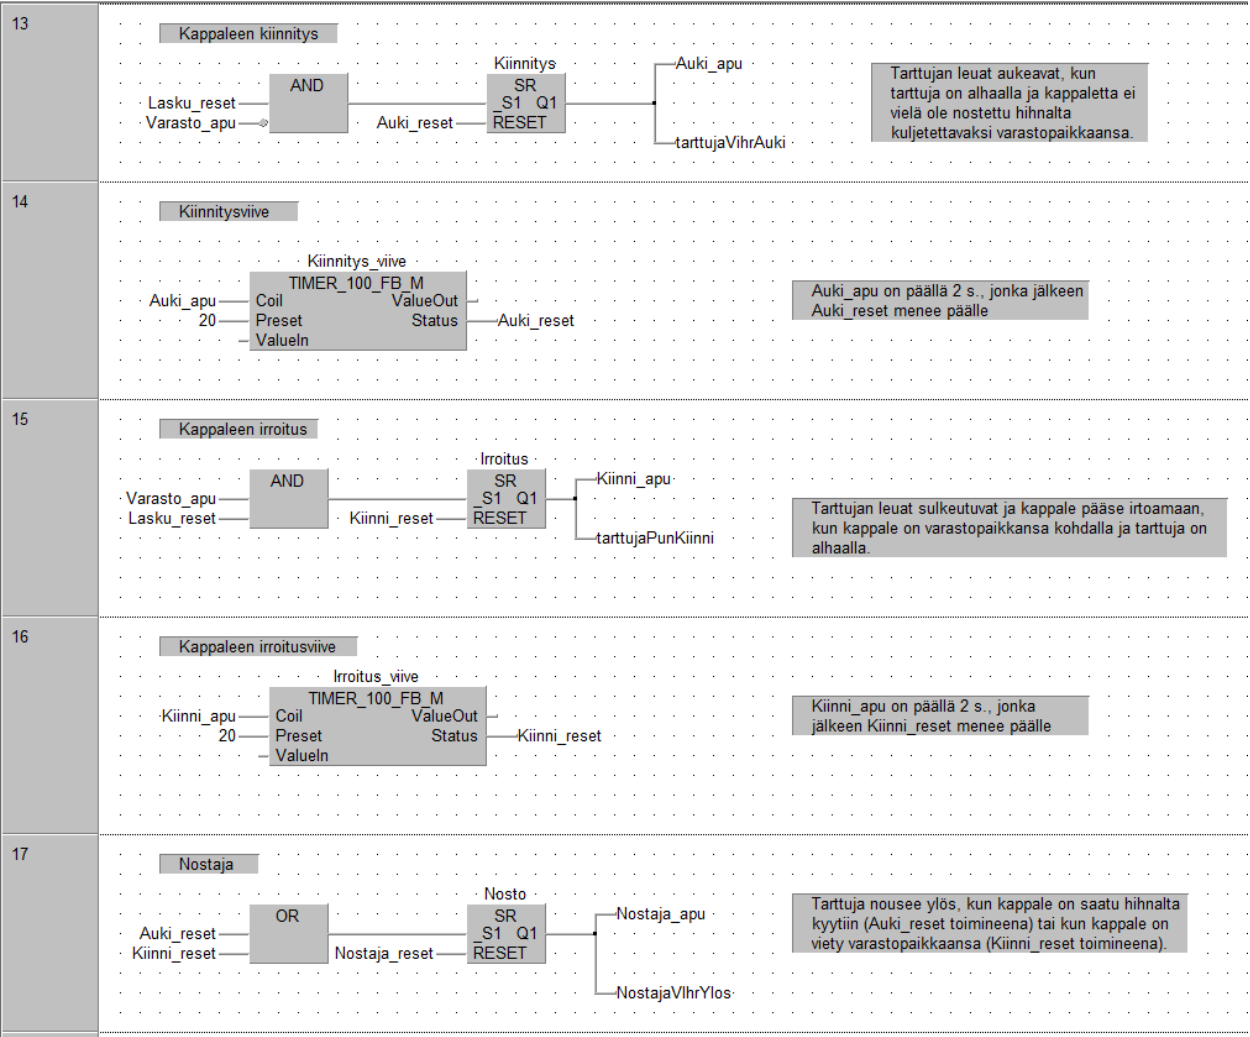 13
Kappaleen kiinnitys
Kiinnitys
AND
SR
Lasku_reset
Varasto_apu
_S1 Q1
Auki_reset
RESET
Auki_apu
tarttujaVihrAuki
Tarttujan leuat aukeavat, kun
tarttuja on alhaalla ja kappaletta ei
vielä ole nostettu hihnalta
kuljetettavaksi varastopaikkaansa.
14
Kiinnitysviive
Kiinnitys_viive
TIMER_100_FB_M
Auki_apu
Coil ValueOut
20
Preset Status
Auki_reset
ValueIn
Auki_apu on päällä 2 s., jonka jälkeen
Auki_reset menee päälle
15
Kappaleen irroitus
Irroitus
AND
SR
Varasto_apu
Lasku_reset
_S1 Q1
Kiinni_reset
RESET
Kiinni_apu
tarttujaPunKiinni
Tarttujan leuat sulkeutuvat ja kappale pääse irtoamaan,
kun kappale on varastopaikkansa kohdalla ja tarttuja on
alhaalla.
16
Kappaleen irroitusviive
Irroitus_viive
TIMER_100_FB_M
Kiinni_apu
Coil ValueOut
20
Preset Status
Kiinni_reset
ValueIn
Kiinni_apu on päällä 2 s., jonka
jälkeen Kiinni_reset menee päälle
17
Nostaja
Nosto
OR
SR
Auki_reset
Kiinni_reset
_S1 Q1
Nostaja_reset
RESET
Nostaja_apu
NostajaVIhrYlos
Tarttuja nousee ylös, kun kappale on saatu hihnalta
kyytiin (Auki_reset toimineena) tai kun kappale on
viety varastopaikkaansa (Kiinni_reset toimineena).